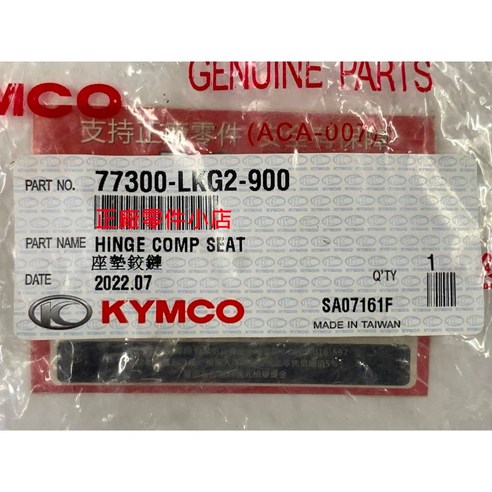 GENUINE PARTS
YMCO
支持正廠零件(ACA-007)
PART NO. 77300-LKG2-900
正廠零件小店
PART NAME HINGE COMP SEAT
座墊鉸鏈
DATE 2022.07 Q'TY 1
KYMCO SA07161F
MADE IN TAIWAN